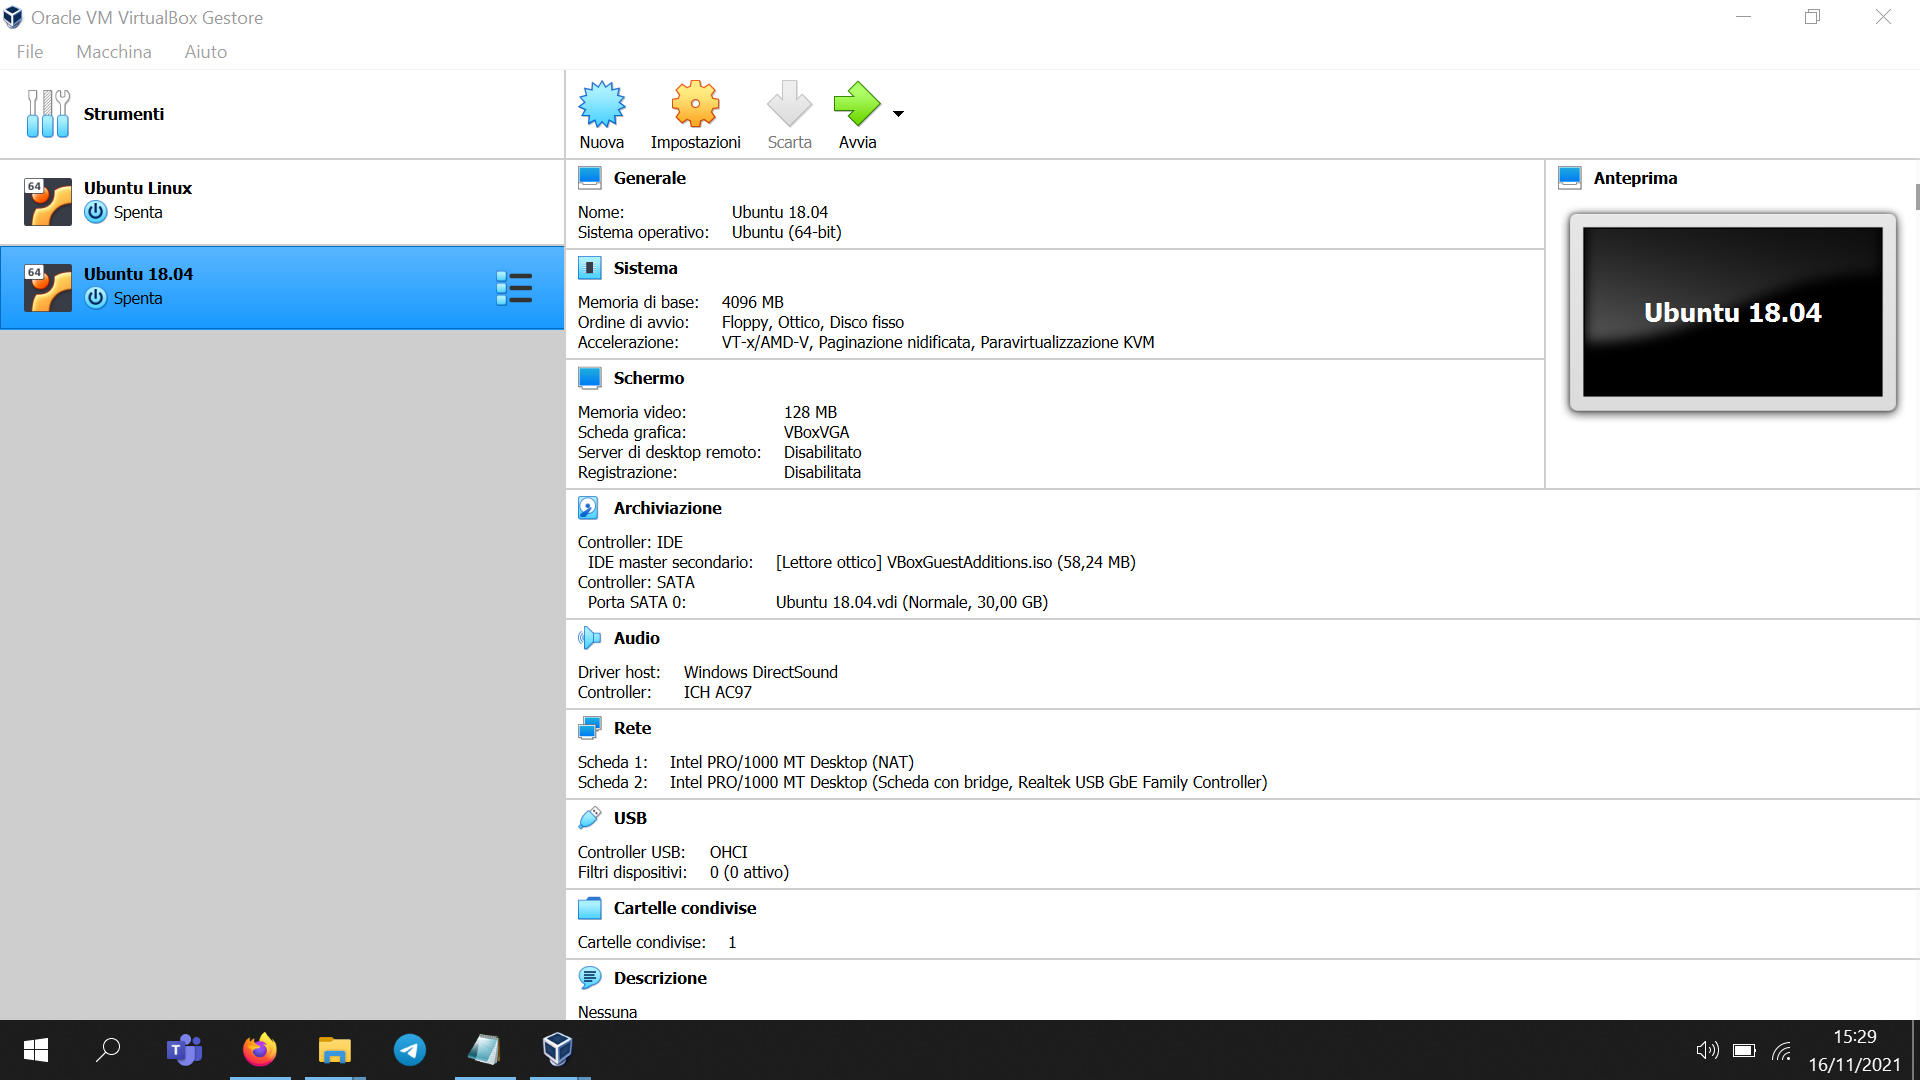 Oracle VM VirtualBox Gestore
File Macchina Aiuto
Strumenti
Nuova Impostazioni Scarta Avvia
64 Ubuntu Linux
Spenta
64 Ubuntu 18.04
Spenta
Generale
Nome: Ubuntu 18.04
Sistema operativo: Ubuntu (64-bit)
Anteprima
Ubuntu 18.04
Sistema
Memoria di base: 4096 MB
Ordine di avvio: Floppy, Ottico, Disco fisso
Accelerazione: VT-x/AMD-V, Paginazione nidificata, Paravirtualizzazione KVM
Schermo
Memoria video: 128 MB
Scheda grafica: VBoxVGA
Server di desktop remoto: Disabilitato
Registrazione: Disabilitata
Archiviazione
Controller: IDE
IDE master secondario: [Lettore ottico] VBoxGuestAdditions.iso (58,24 MB)
Controller: SATA
Porta SATA 0: Ubuntu 18.04.vdi (Normale, 30,00 GB)
Audio
Driver host: Windows DirectSound
Controller: ICH AC97
Rete
Scheda 1: Intel PRO/1000 MT Desktop (NAT)
Scheda 2: Intel PRO/1000 MT Desktop (Scheda con bridge, Realtek USB GbE Family Controller)
USB
Controller USB: OHCI
Filtri dispositivi: 0 (0 attivo)
Cartelle condivise
Cartelle condivise: 1
Descrizione
Nessuna
15:29
16/11/2021